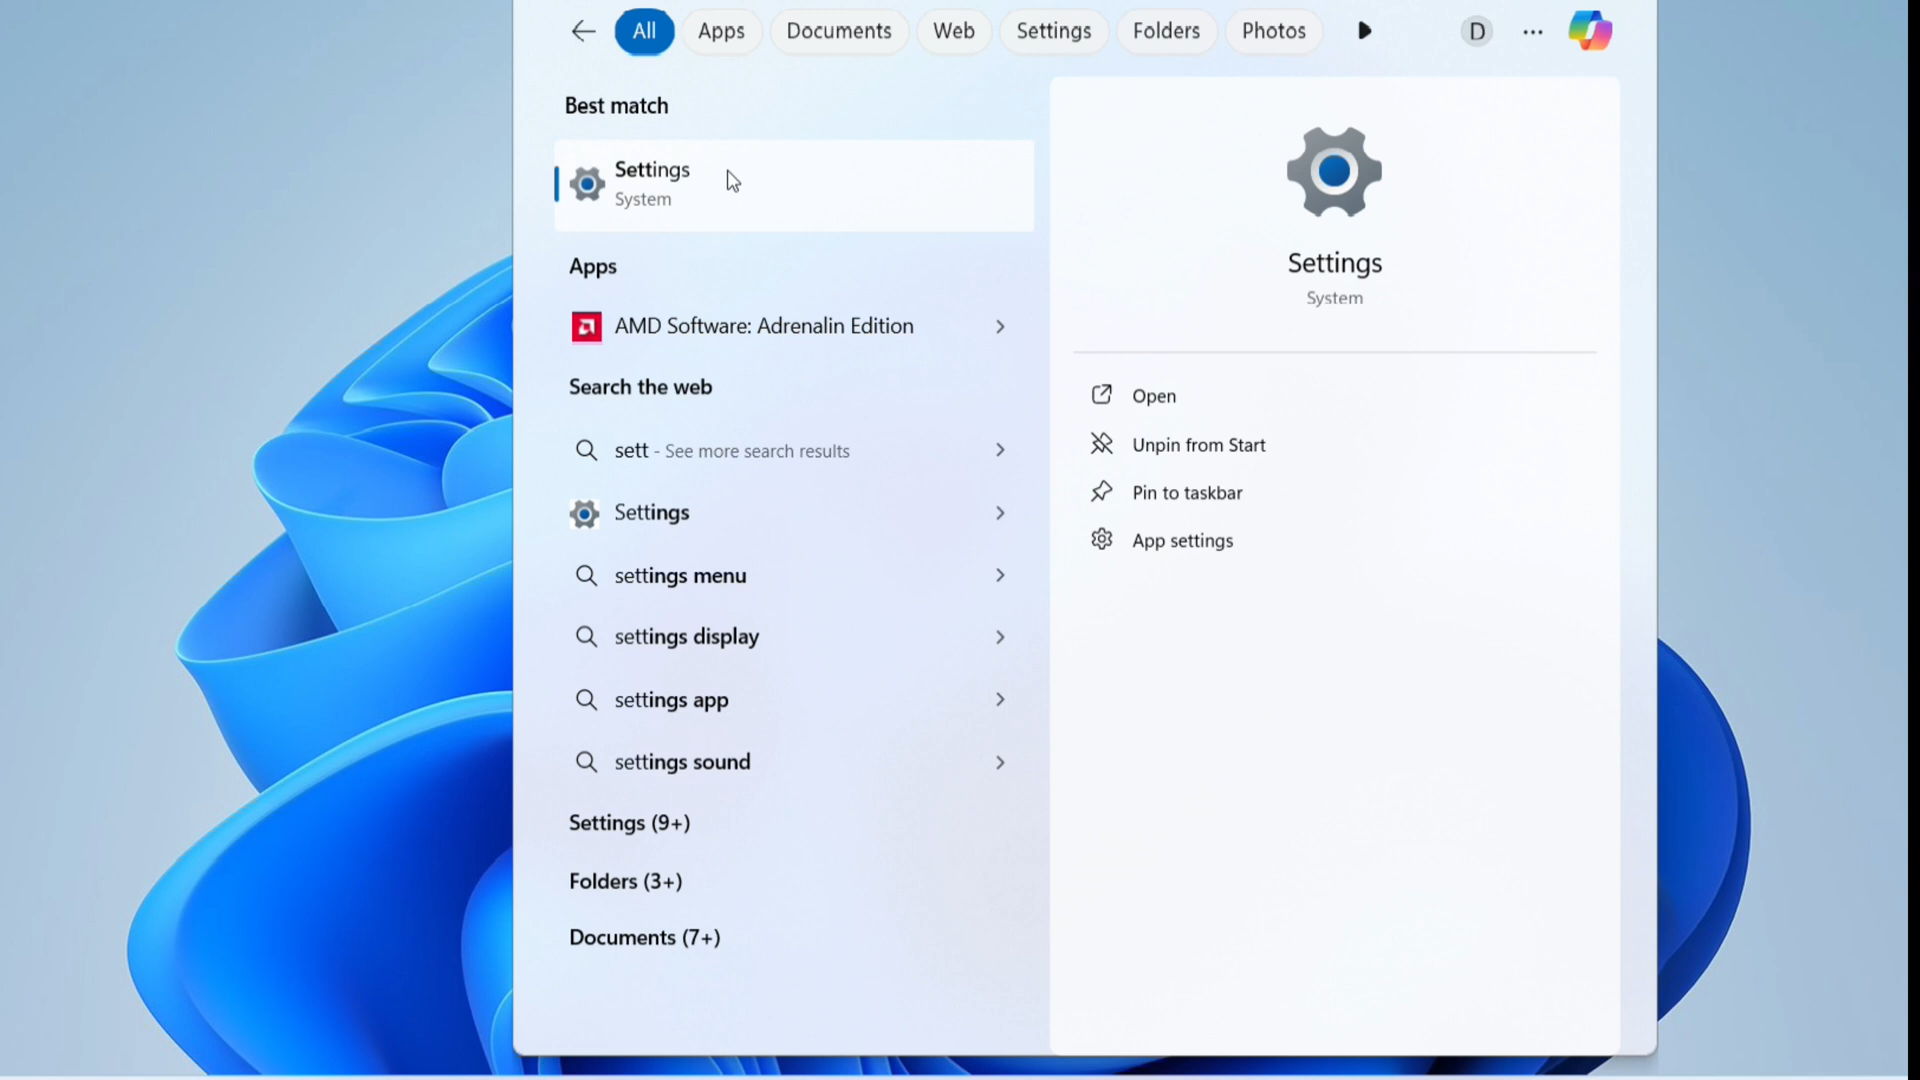 All Apps Documents Web Settings Folders Photos D
Best match
Settings
System
Apps
AMD Software: Adrenalin Edition
Search the web
sett - See more search results
Settings
settings menu
settings display
settings app
settings sound
Settings (9+)
Folders (3+)
Documents (7+)
Settings
System
Open
Unpin from Start
Pin to taskbar
App settings